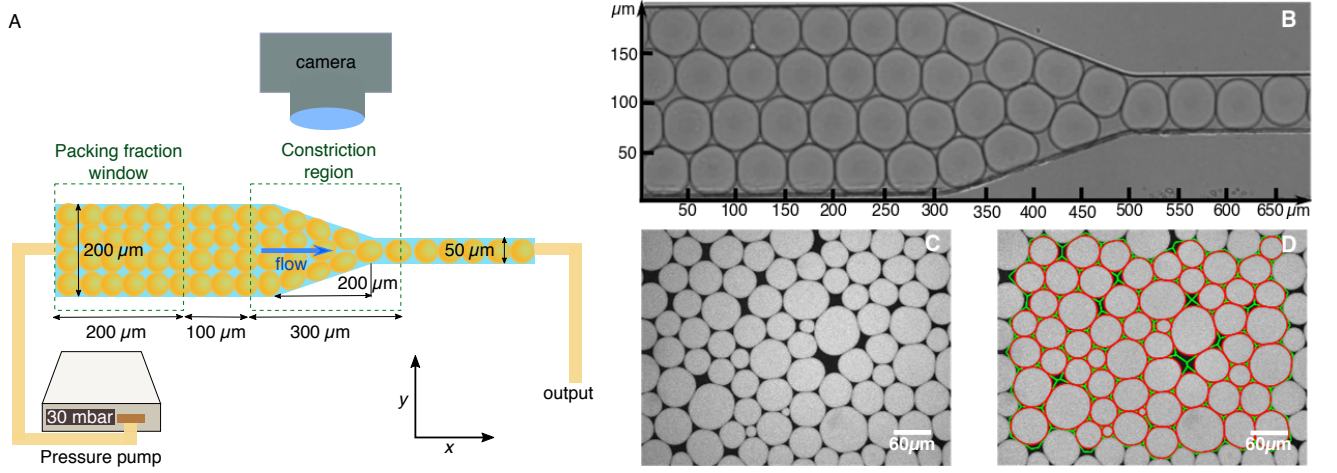 A
camera
Packing fraction
window
Constriction
region
200 µm
flow
50 µm
200 µm
200 µm
100 µm
300 µm
30 mbar
Pressure pump
y
x
output
µm
150
100
50
B
50
100
150
200
250
300
350
400
450
500
550
600
650
µm
C
60µm
D
60µm